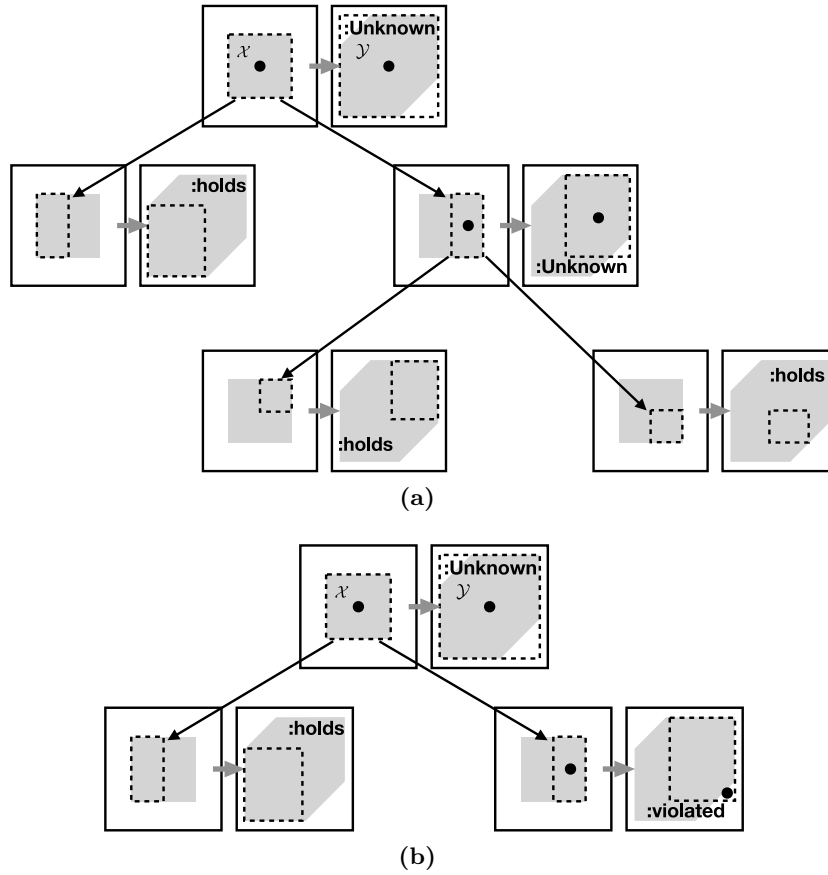 :Unknown
𝒳
𝒴
:holds
:Unknown
:holds
:holds
(a)
:Unknown
𝒳
𝒴
:holds
:violated
(b)